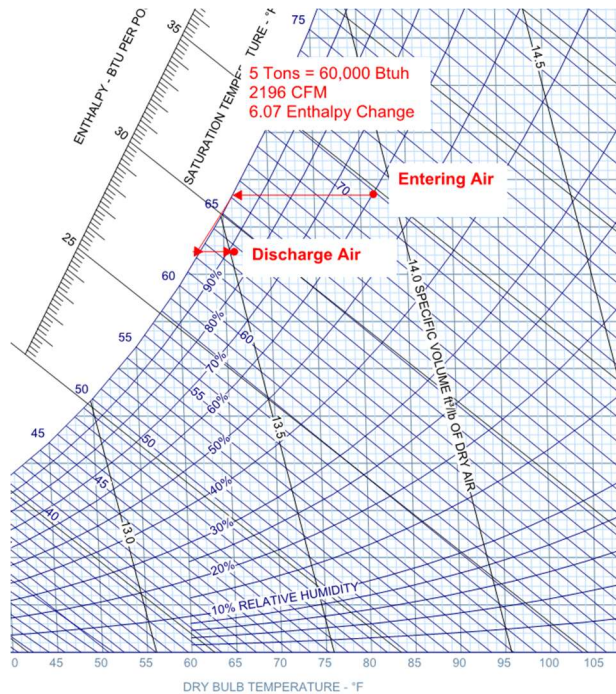 35
30
25
ENTHALPY - BTU PER PO
75
14.5
5 Tons = 60,000 Btuh
2196 CFM
6.07 Enthalpy Change
70
Entering Air
65
Discharge Air
60
90%
80%
70%
60
55
60%
14.0 SPECIFIC VOLUME ft³/lb OF DRY AIR
55
50
50%
13.5
45
50
45
40%
40
30%
13.0
20%
10% RELATIVE HUMIDITY
0 45 50 55 60 65 70 75 80 85 90 95 100 105
DRY BULB TEMPERATURE - °F